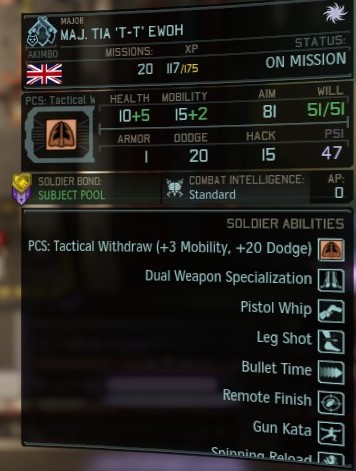 MAJOR
MAJ. TIA 'T-T' EWOH
AKIMBO
MISSIONS: XP STATUS:
20 117/175 ON MISSION
PCS: Tactical W
HEALTH MOBILITY AIM WILL
10+5 15+2 81 51/51
ARMOR DODGE HACK PSI
1 20 15 47
SOLDIER BOND: COMBAT INTELLIGENCE: AP:
SUBJECT POOL Standard 0
SOLDIER ABILITIES
PCS: Tactical Withdraw (+3 Mobility, +20 Dodge)
Dual Weapon Specialization
Pistol Whip
Leg Shot
Bullet Time
Remote Finish
Gun Kata
Spinning Reload